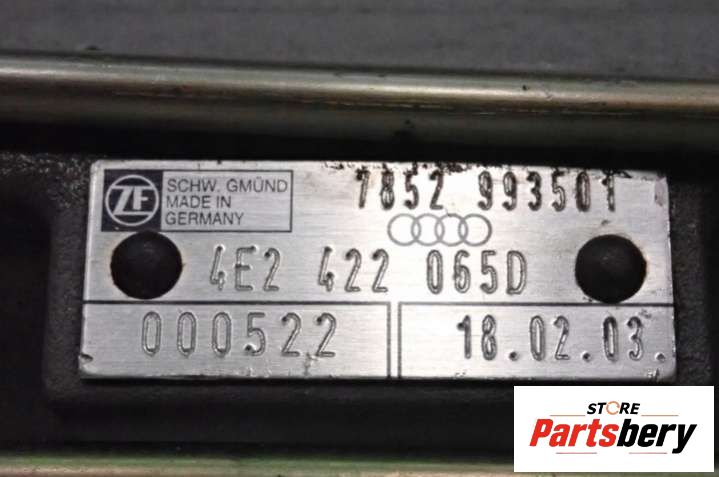 ZF
SCHW. GMÜND
MADE IN
GERMANY
7852 993501
4E2 422 065D
000522
18.02.03.
STORE
Partsbery